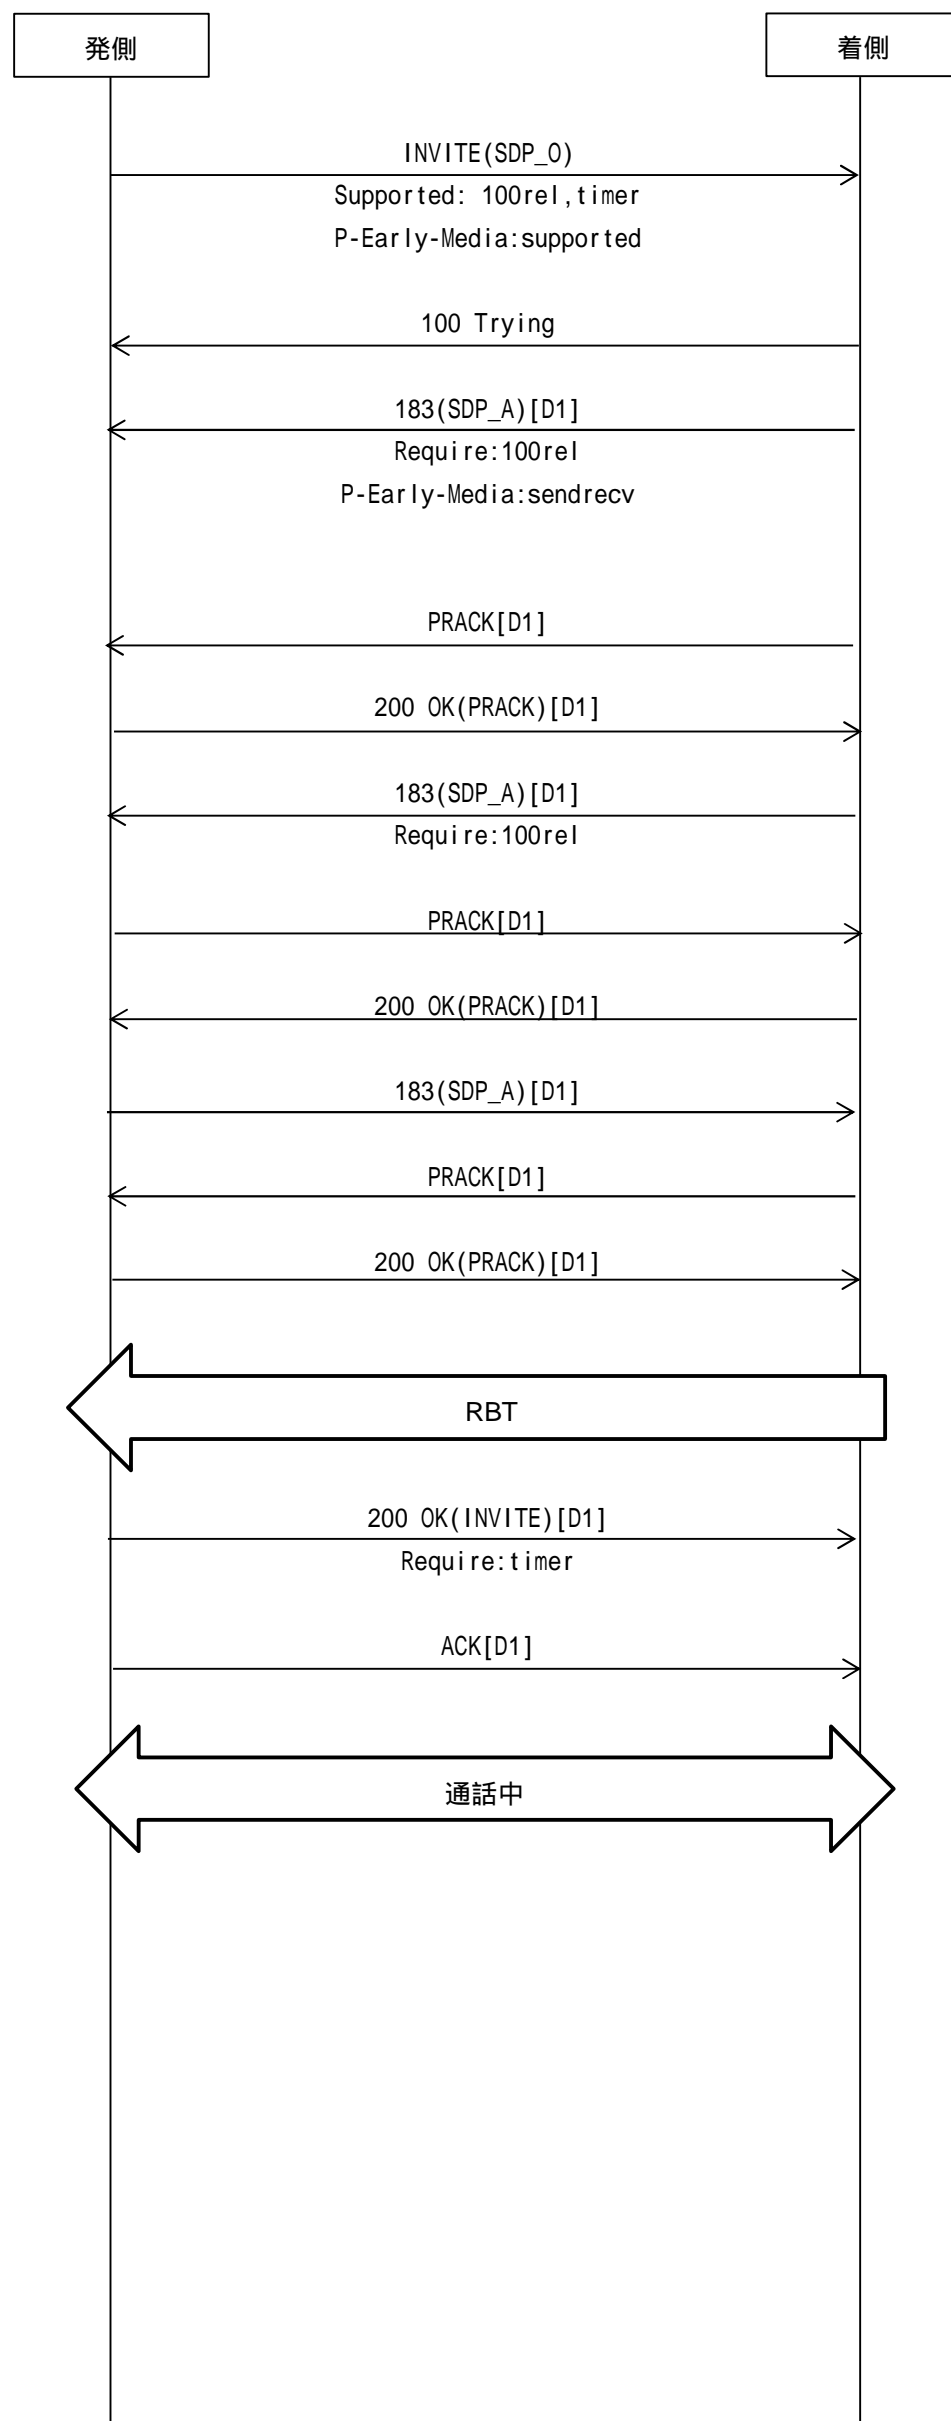 発側
着側
INVITE(SDP_O)
Supported: 100rel,timer
P-Early-Media:supported
100 Trying
183(SDP_A)[D1]
Require:100rel
P-Early-Media:sendrecv
PRACK[D1]
200 OK(PRACK)[D1]
183(SDP_A)[D1]
Require:100rel
PRACK[D1]
200 OK(PRACK)[D1]
183(SDP_A)[D1]
PRACK[D1]
200 OK(PRACK)[D1]
RBT
200 OK(INVITE)[D1]
Require:timer
ACK[D1]
通話中